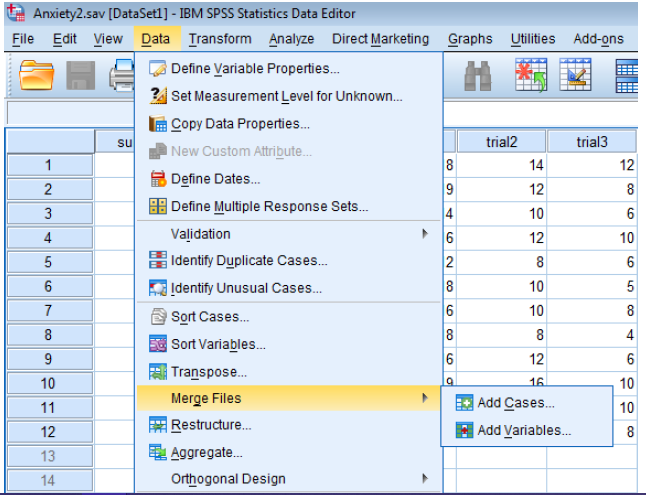 Anxiety2.sav [DataSet1] - IBM SPSS Statistics Data Editor
File Edit View Data Transform Analyze Direct Marketing Graphs Utilities Add-ons
Define Variable Properties...
Set Measurement Level for Unknown...
Copy Data Properties...
New Custom Attribute...
Define Dates...
Define Multiple Response Sets...
Validation
Identify Duplicate Cases...
Identify Unusual Cases...
Sort Cases...
Sort Variables...
Transpose...
Merge Files
Restructure...
Aggregate...
Orthogonal Design
Add Cases...
Add Variables...
su trial2 trial3
1 8 14 12
2 9 12 8
3 4 10 6
4 6 12 10
5 2 8 6
6 8 10 5
7 6 10 8
8 8 8 4
9 6 12 6
10 9 16 10
11 10
12 8
13
14